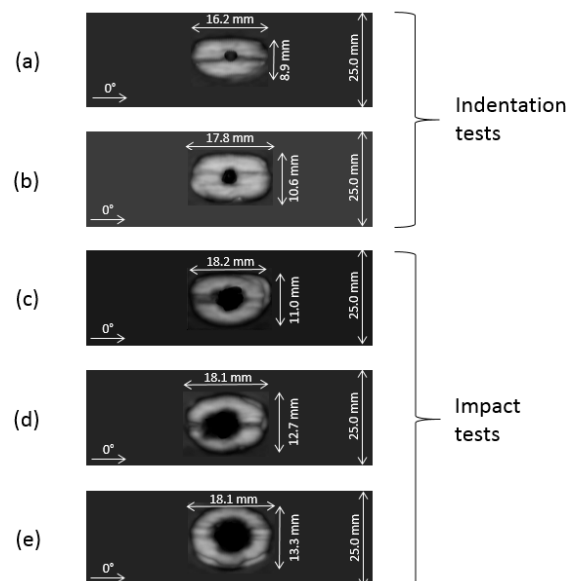 16.2 mm
(a)
8.9 mm
25.0 mm
0°
Indentation
tests
17.8 mm
(b)
10.6 mm
25.0 mm
0°
18.2 mm
(c)
11.0 mm
25.0 mm
0°
18.1 mm
(d)
12.7 mm
25.0 mm
0°
Impact
tests
18.1 mm
(e)
13.3 mm
25.0 mm
0°